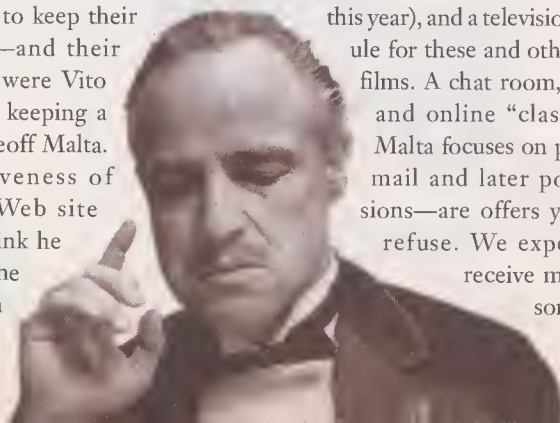 to keep their
—and their
were Vito
keeping a
eoff Malta.
veness of
Web site
nk he
he
this year), and a televisio
ule for these and oth
films. A chat room,
and online “clas
Malta focuses on p
mail and later po
sions—are offers y
refuse. We expe
receive m
sor